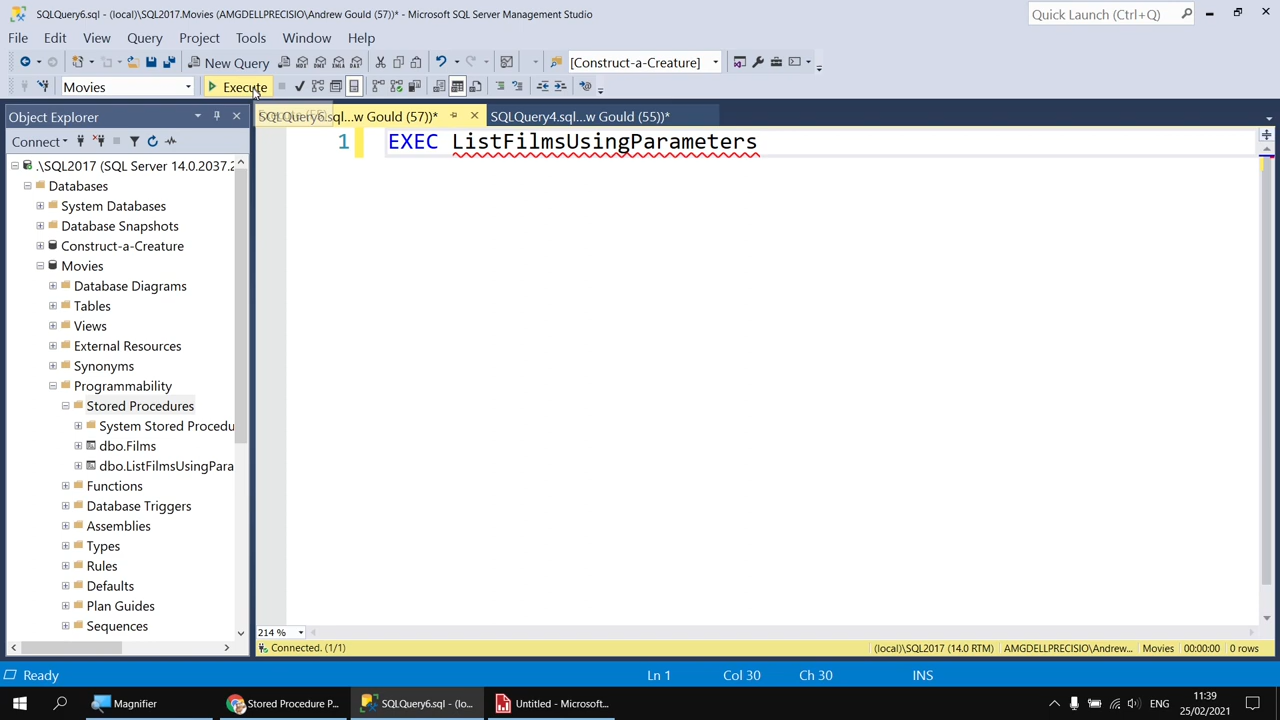 SQLQuery6.sql - (local)\SQL2017.Movies (AMGDELLPRECISIO\Andrew Gould (57))* - Microsoft SQL Server Management Studio
Quick Launch (Ctrl+Q)
File Edit View Query Project Tools Window Help
New Query
[Construct-a-Creature]
Movies
Execute
Object Explorer
SQLQuery6.sql...w Gould (57))*
SQLQuery4.sql...w Gould (55))*
Connect
1 EXEC ListFilmsUsingParameters
.\SQL2017 (SQL Server 14.0.2037.2
Databases
System Databases
Database Snapshots
Construct-a-Creature
Movies
Database Diagrams
Tables
Views
External Resources
Synonyms
Programmability
Stored Procedures
System Stored Procedu
dbo.Films
dbo.ListFilmsUsingPara
Functions
Database Triggers
Assemblies
Types
Rules
Defaults
Plan Guides
Sequences
214 %
Connected. (1/1)
(local)\SQL2017 (14.0 RTM) AMGDELLPRECISIO\Andrew... Movies 00:00:00 0 rows
Ready
Ln 1 Col 30 Ch 30 INS
Magnifier
Stored Procedure P...
SQLQuery6.sql - (lo...
Untitled - Microsoft...
ENG
11:39
25/02/2021